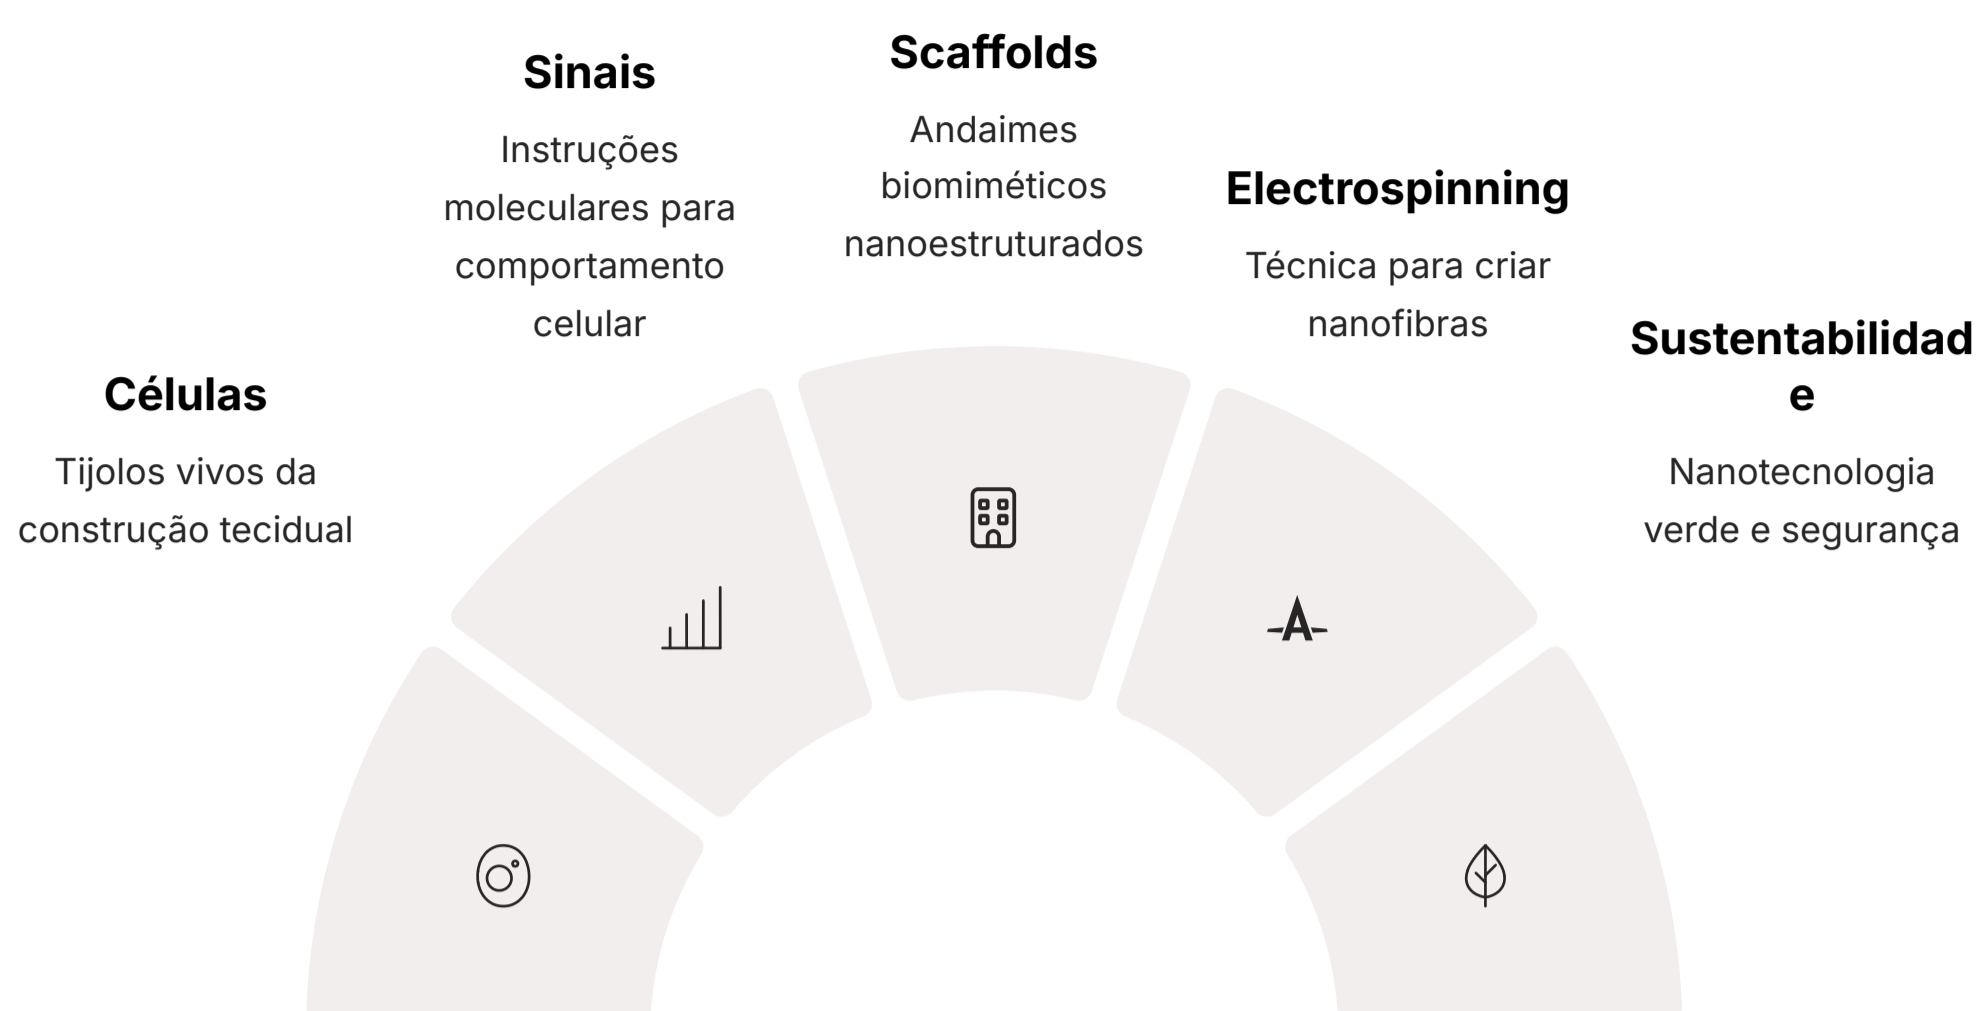 Células
Tijolos vivos da
construção tecidual
Sinais
Instruções
moleculares para
comportamento
celular
Scaffolds
Andaimes
biomiméticos
nanoestruturados
Electrospinning
Técnica para criar
nanofibras
Sustentabilidad
e
Nanotecnologia
verde e segurança